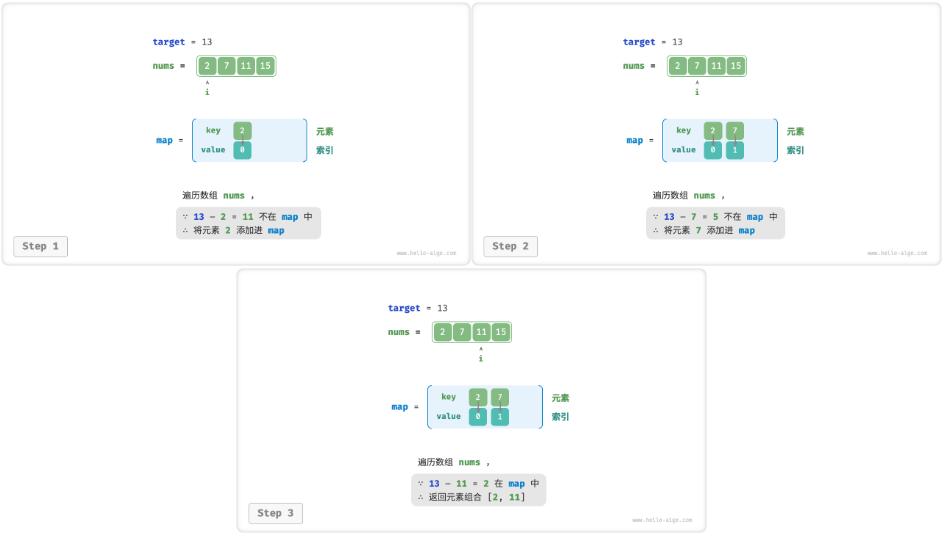 target = 13
nums = 2 7 11 15
i
map = key 2 元素
value 0 索引
遍历数组 nums ,
∵ 13 − 2 = 11 不在 map 中
∴ 将元素 2 添加进 map
Step 1
www.hello-algo.com
target = 13
nums = 2 7 11 15
i
map = key 2 7 元素
value 0 1 索引
遍历数组 nums ,
∵ 13 − 7 = 5 不在 map 中
∴ 将元素 7 添加进 map
Step 2
www.hello-algo.com
target = 13
nums = 2 7 11 15
i
map = key 2 7 元素
value 0 1 索引
遍历数组 nums ,
∵ 13 − 11 = 2 在 map 中
∴ 返回元素组合 [2, 11]
Step 3
www.hello-algo.com